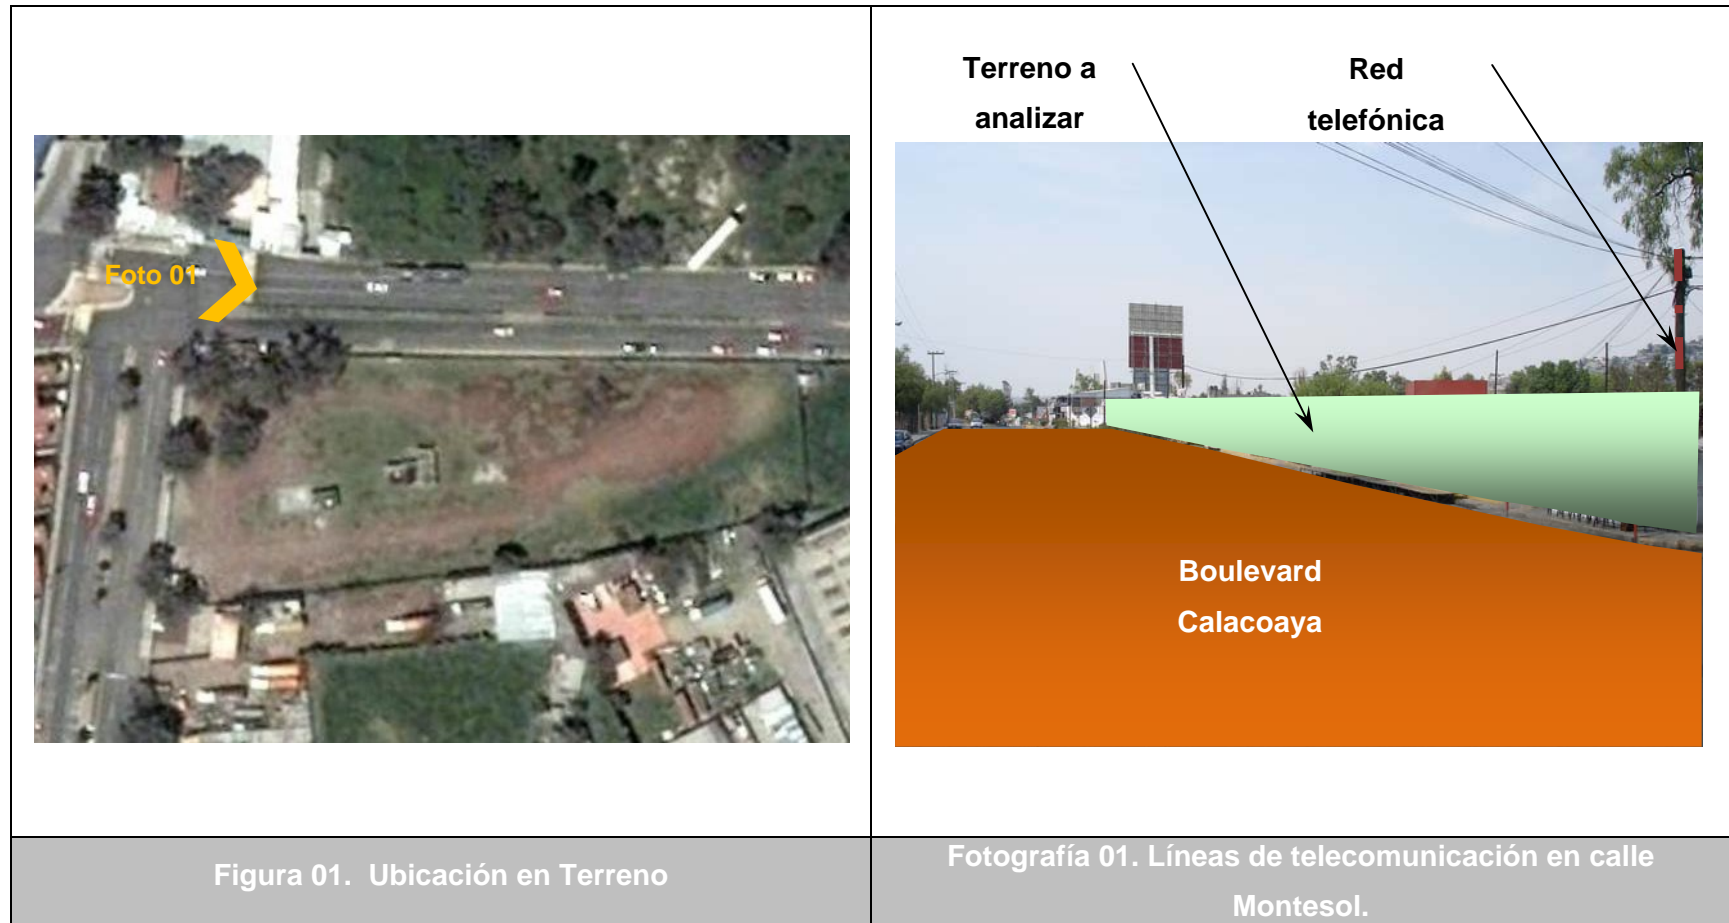 Foto 01
Figura 01.  Ubicación en Terreno
Terreno a
analizar
Red
telefónica
Boulevard
Calacoaya
Fotografía 01. Líneas de telecomunicación en calle
Montesol.